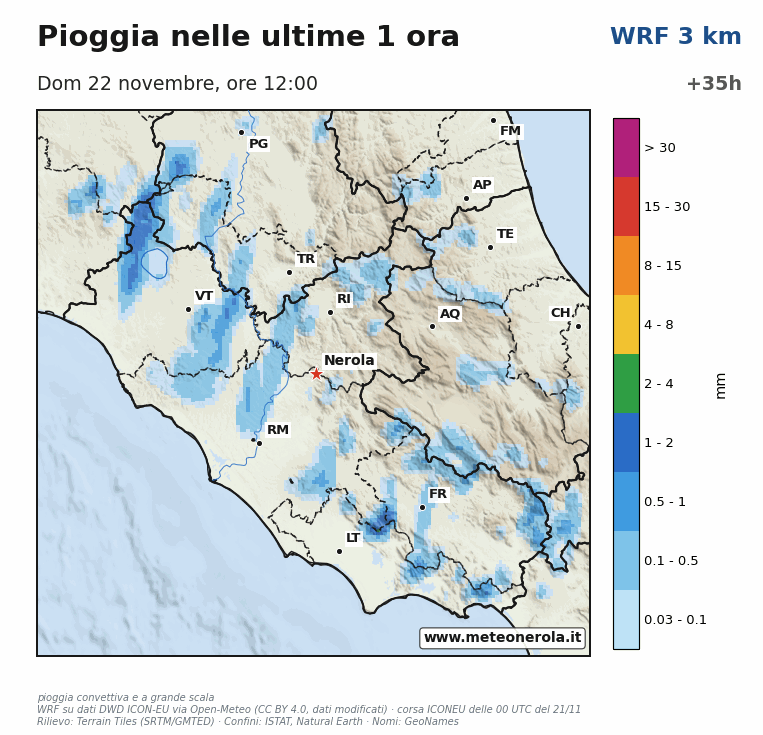 Pioggia nelle ultime 1 ora
WRF 3 km
Dom 22 novembre, ore 12:00
+35h
PG
FM
AP
TE
TR
VT
RI
AQ
CH
Nerola
RM
FR
LT
www.meteonerola.it
> 30
15 - 30
8 - 15
4 - 8
2 - 4
1 - 2
0.5 - 1
0.1 - 0.5
0.03 - 0.1
mm
pioggia convettiva e a grande scala
WRF su dati DWD ICON-EU via Open-Meteo (CC BY 4.0, dati modificati) · corsa ICONEU delle 00 UTC del 21/11
Rilievo: Terrain Tiles (SRTM/GMTED) · Confini: ISTAT, Natural Earth · Nomi: GeoNames